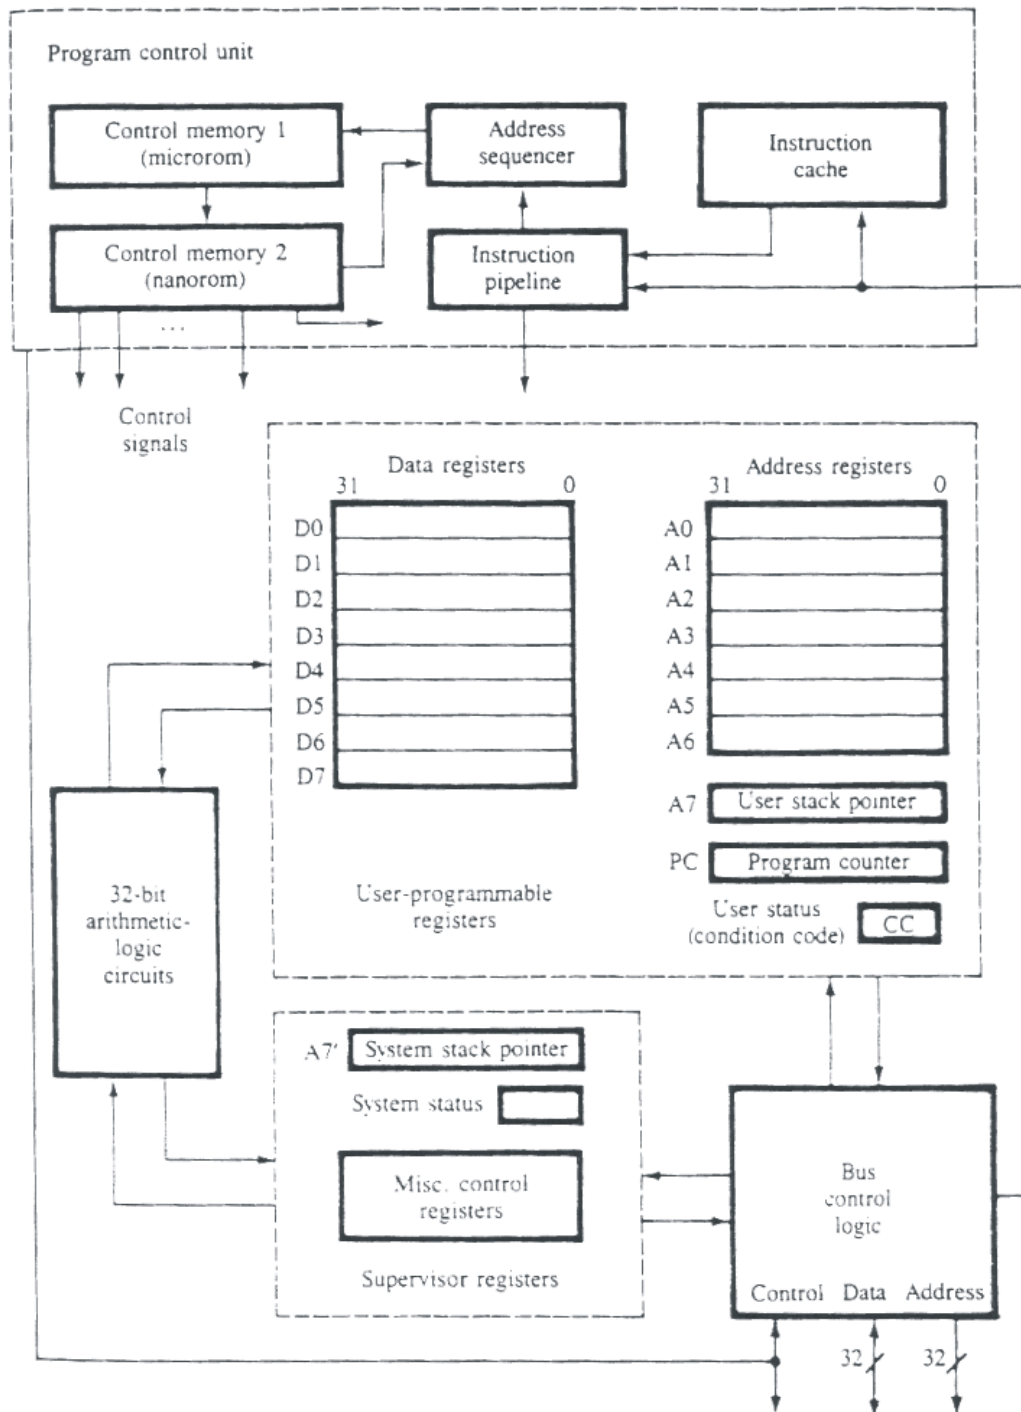 Program control unit
Control memory 1
(microrom)
Address
sequencer
Instruction
cache
Control memory 2
(nanorom)
Instruction
pipeline
...
Control
signals
Data registers
31 0
D0
D1
D2
D3
D4
D5
D6
D7
Address registers
31 0
A0
A1
A2
A3
A4
A5
A6
A7 User stack pointer
PC Program counter
User status
(condition code) CC
User-programmable
registers
32-bit
arithmetic-
logic
circuits
A7' System stack pointer
System status
Misc. control
registers
Supervisor registers
Bus
control
logic
Control Data Address
32 32